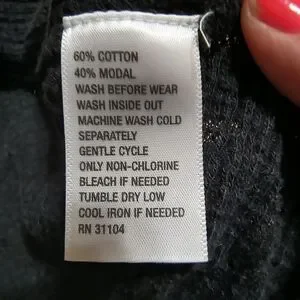 60% COTTON
40% MODAL
WASH BEFORE WEAR
WASH INSIDE OUT
MACHINE WASH COLD
SEPARATELY
GENTLE CYCLE
ONLY NON-CHLORINE
BLEACH IF NEEDED
TUMBLE DRY LOW
COOL IRON IF NEEDED
RN 31104